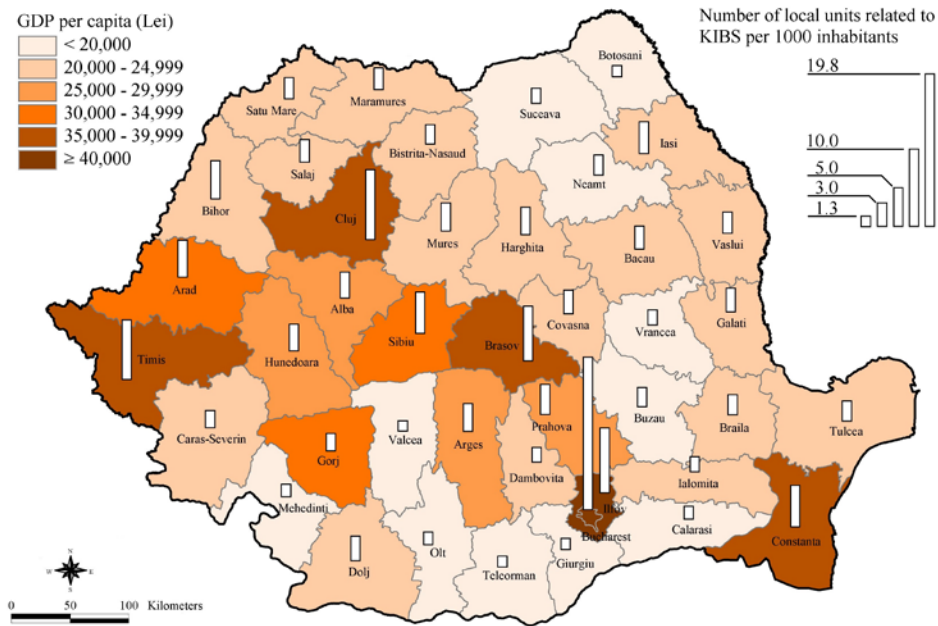 GDP per capita (Lei)
< 20,000
20,000 - 24,999
25,000 - 29,999
30,000 - 34,999
35,000 - 39,999
≥ 40,000
Number of local units related to
KIBS per 1000 inhabitants
19.8
10.0
5.0
3.0
1.3
Botosani
Satu Mare
Maramures
Suceava
Iasi
Bistrita-Nasaud
Salaj
Neamt
Bihor
Cluj
Mures
Harghita
Bacau
Vaslui
Arad
Alba
Sibiu
Brasov
Covasna
Vrancea
Galati
Timis
Hunedoara
Caras-Severin
Gorj
Valcea
Arges
Prahova
Buzau
Braila
Tulcea
Dambovita
Ialomita
Mehedinti
Ilfov
Bucharest
Calarasi
Constanta
Dolj
Olt
Teleorman
Giurgiu
N
W
E
S
0 50 100 Kilometers